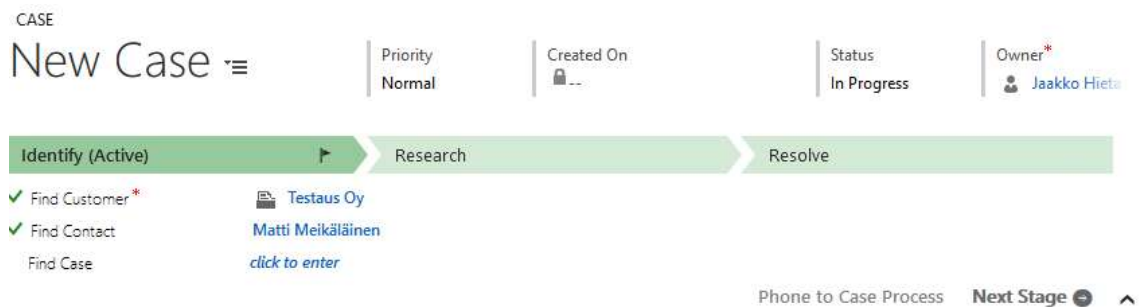 CASE
New Case
Priority
Normal
Created On
--
Status
In Progress
Owner*
Jaakko Hieta
Identify (Active)
Research
Resolve
Find Customer* Testaus Oy
Find Contact Matti Meikäläinen
Find Case click to enter
Phone to Case Process Next Stage